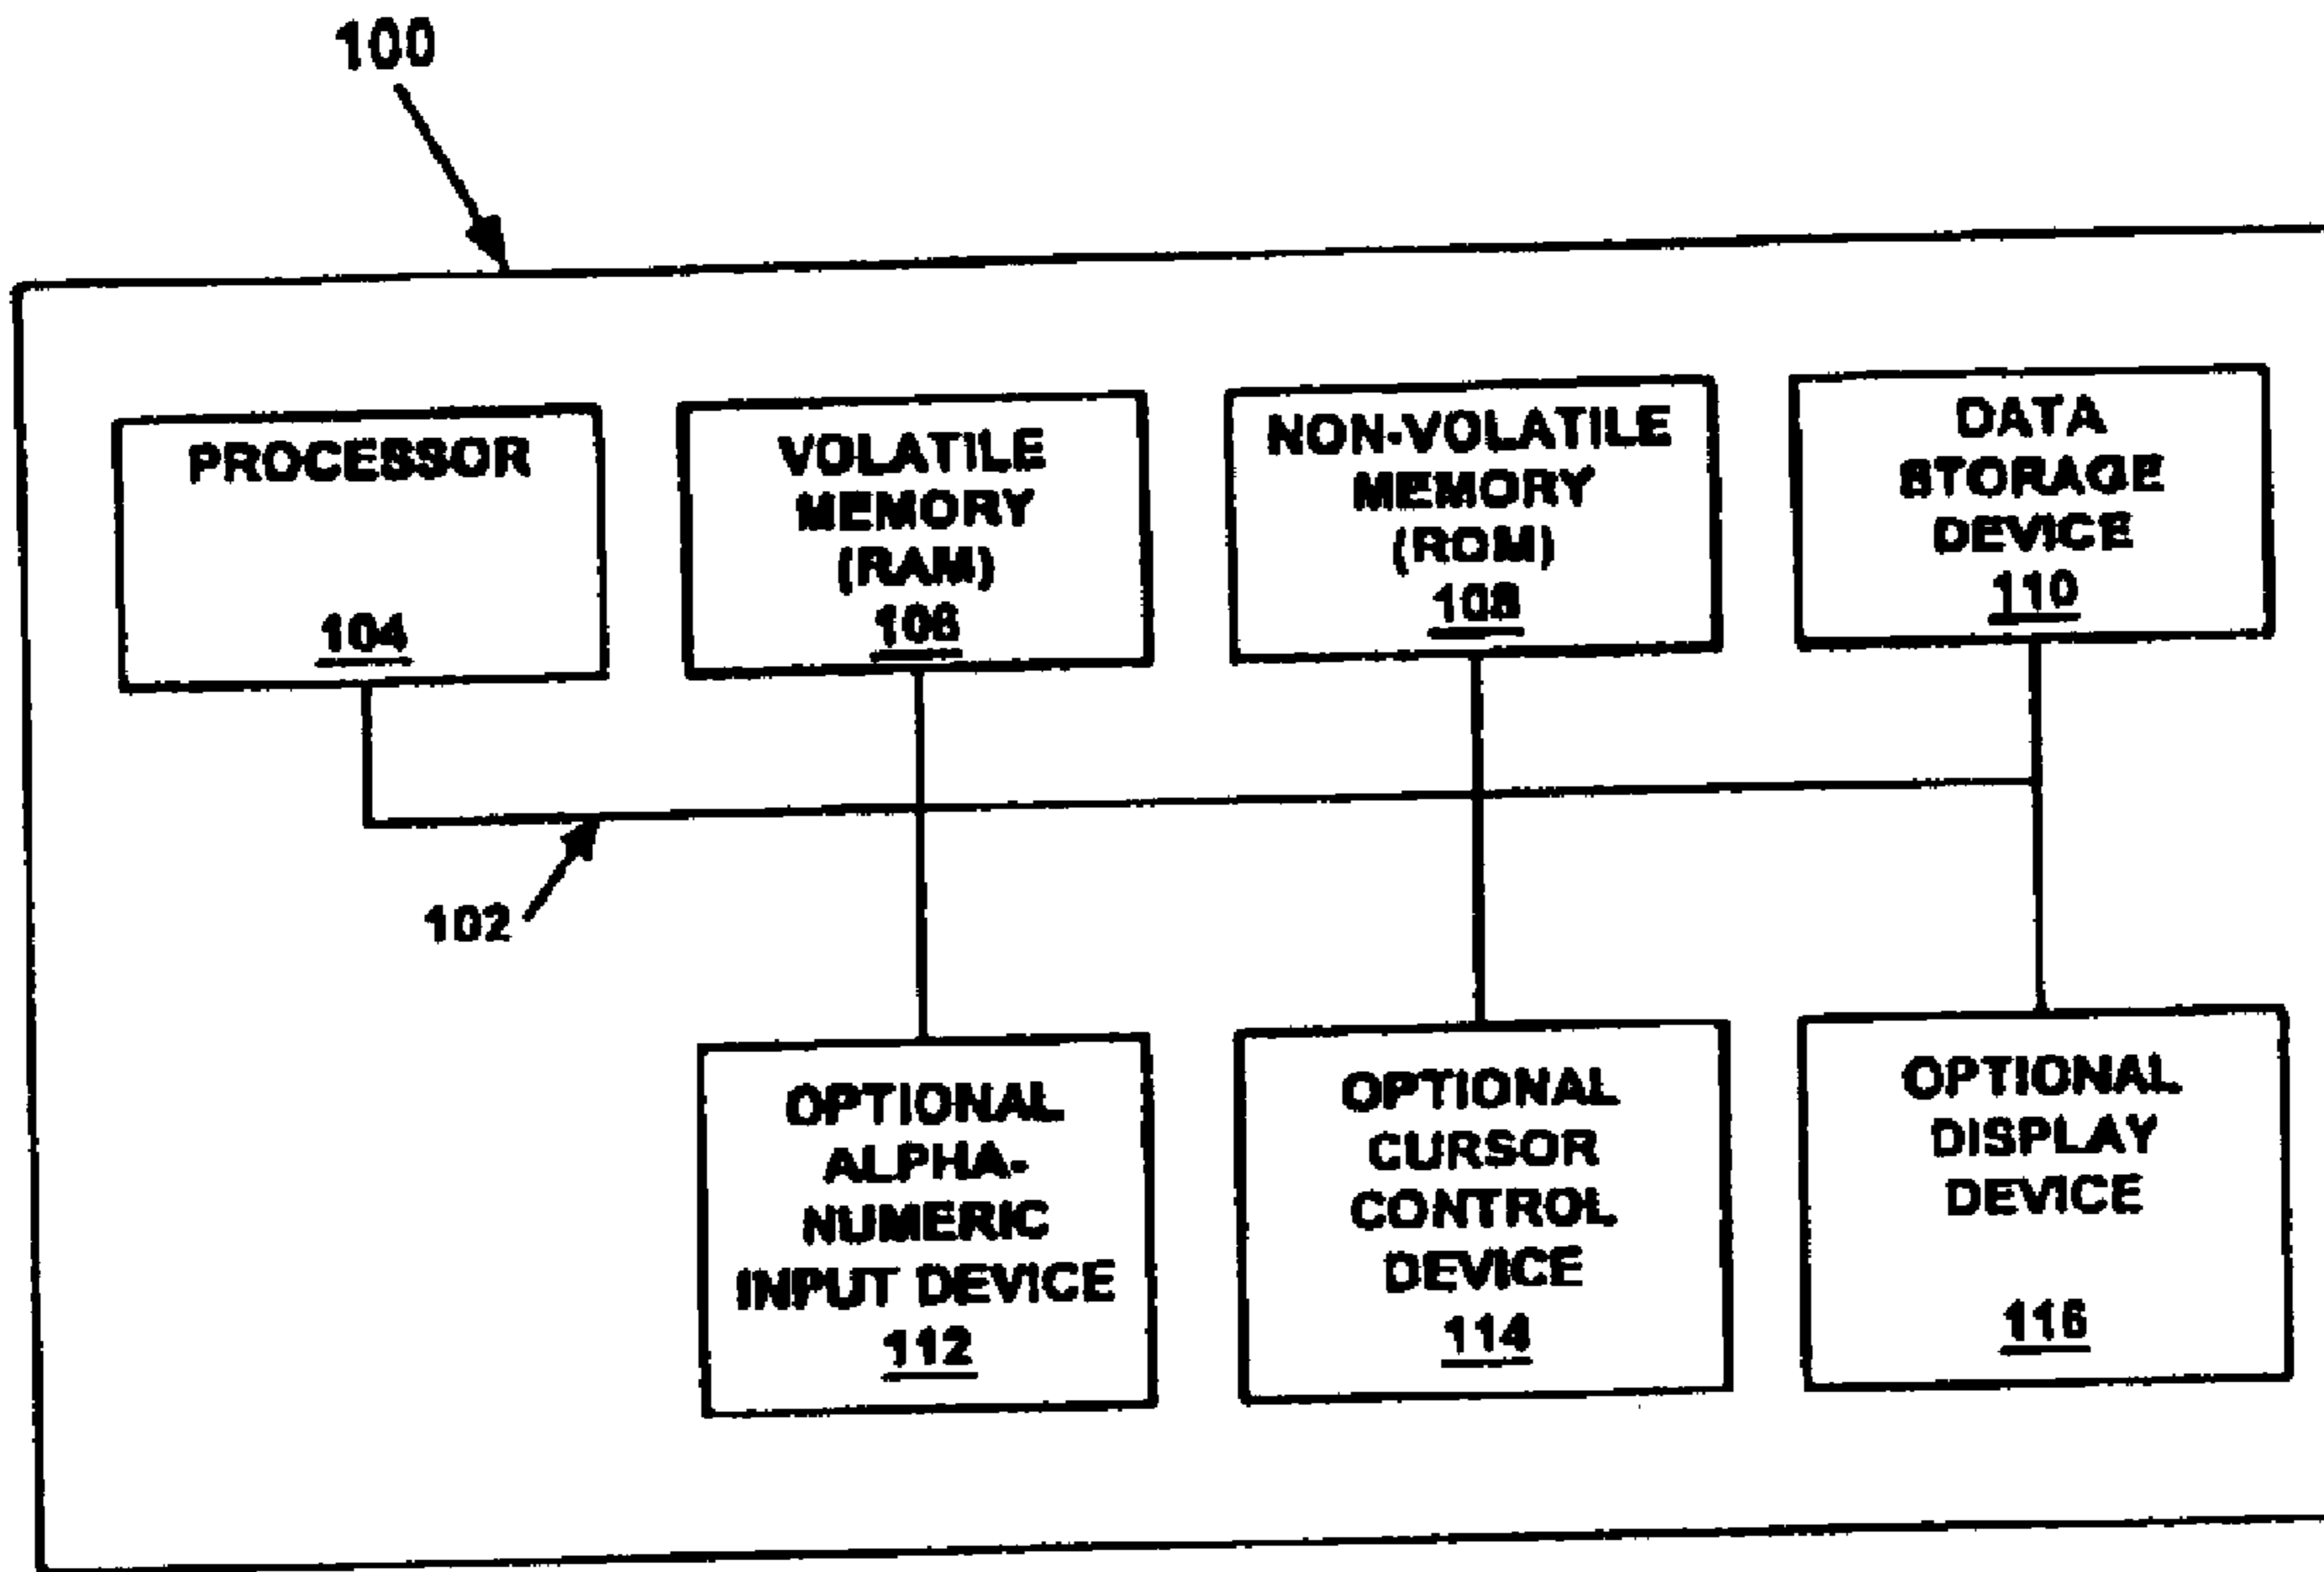 100
PROCESSOR
104
VOLATILE
MEMORY
(RAM)
106
NON-VOLATILE
MEMORY
(ROM)
108
DATA
STORAGE
DEVICE
110
102
OPTIONAL
ALPHA-
NUMERIC
INPUT DEVICE
112
OPTIONAL
CURSOR
CONTROL
DEVICE
114
OPTIONAL
DISPLAY
DEVICE
116